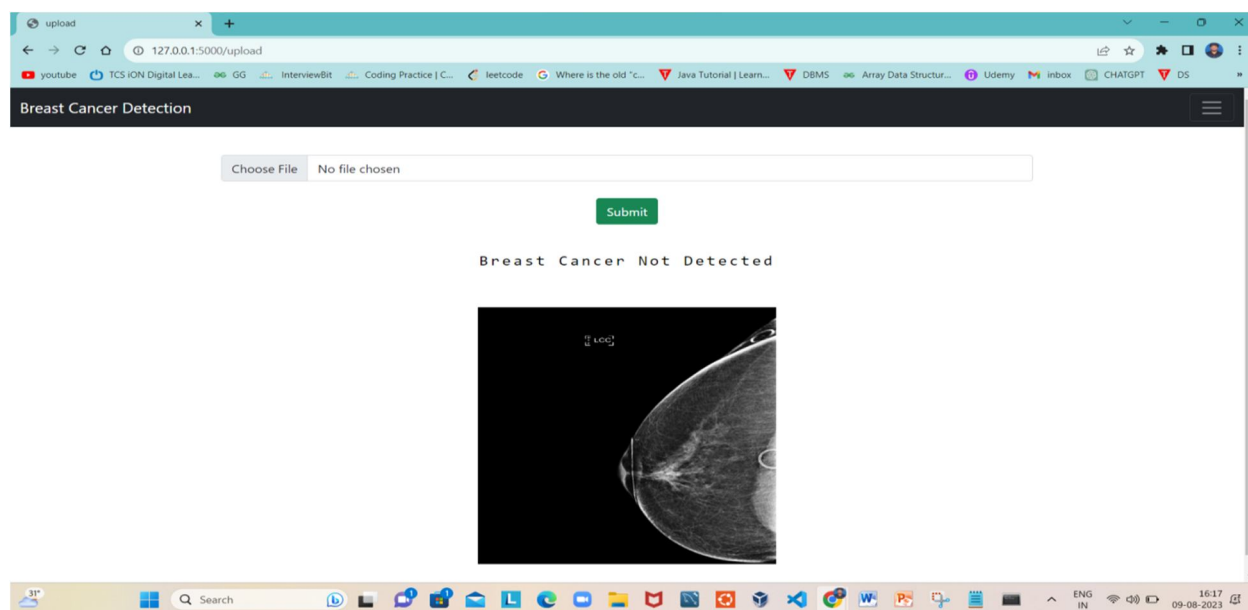 upload
127.0.0.1:5000/upload
youtube TCS iON Digital Lea... GG InterviewBit Coding Practice | C... leetcode Where is the old "c... Java Tutorial | Learn... DBMS Array Data Structur... Udemy inbox CHATGPT DS »
Breast Cancer Detection
Choose File No file chosen
Submit
Breast Cancer Not Detected
LCC
31°
Search
ENG
IN
16:17
09-08-2023